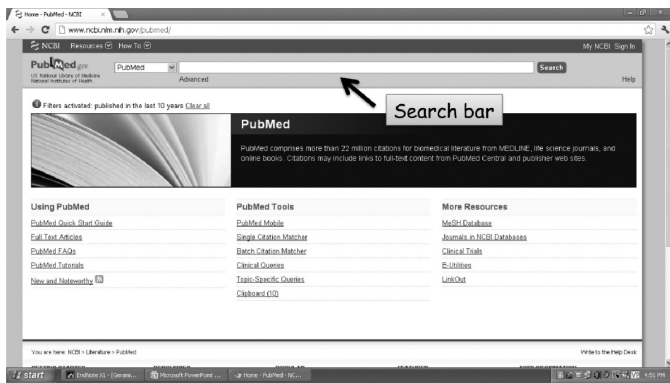 Home - PubMed - NCBI
www.ncbi.nlm.nih.gov/pubmed/
NCBI Resources How To My NCBI Sign In
PubMed.gov PubMed Search
US National Library of Medicine
National Institutes of Health
Advanced Help
Search bar
Filters activated: published in the last 10 years Clear all
PubMed
PubMed comprises more than 22 million citations for biomedical literature from MEDLINE, life science journals, and
online books. Citations may include links to full-text content from PubMed Central and publisher web sites.
Using PubMed
PubMed Quick Start Guide
Full Text Articles
PubMed FAQs
PubMed Tutorials
New and Noteworthy
PubMed Tools
PubMed Mobile
Single Citation Matcher
Batch Citation Matcher
Clinical Queries
Topic-Specific Queries
Clipboard (10)
More Resources
MeSH Database
Journals in NCBI Databases
Clinical Trials
E-Utilities
LinkOut
You are here: NCBI > Literature > PubMed Write to the Help Desk
start EndNote X1 - Microsoft PowerPoint ... Home - PubMed - NC... 4:51 PM